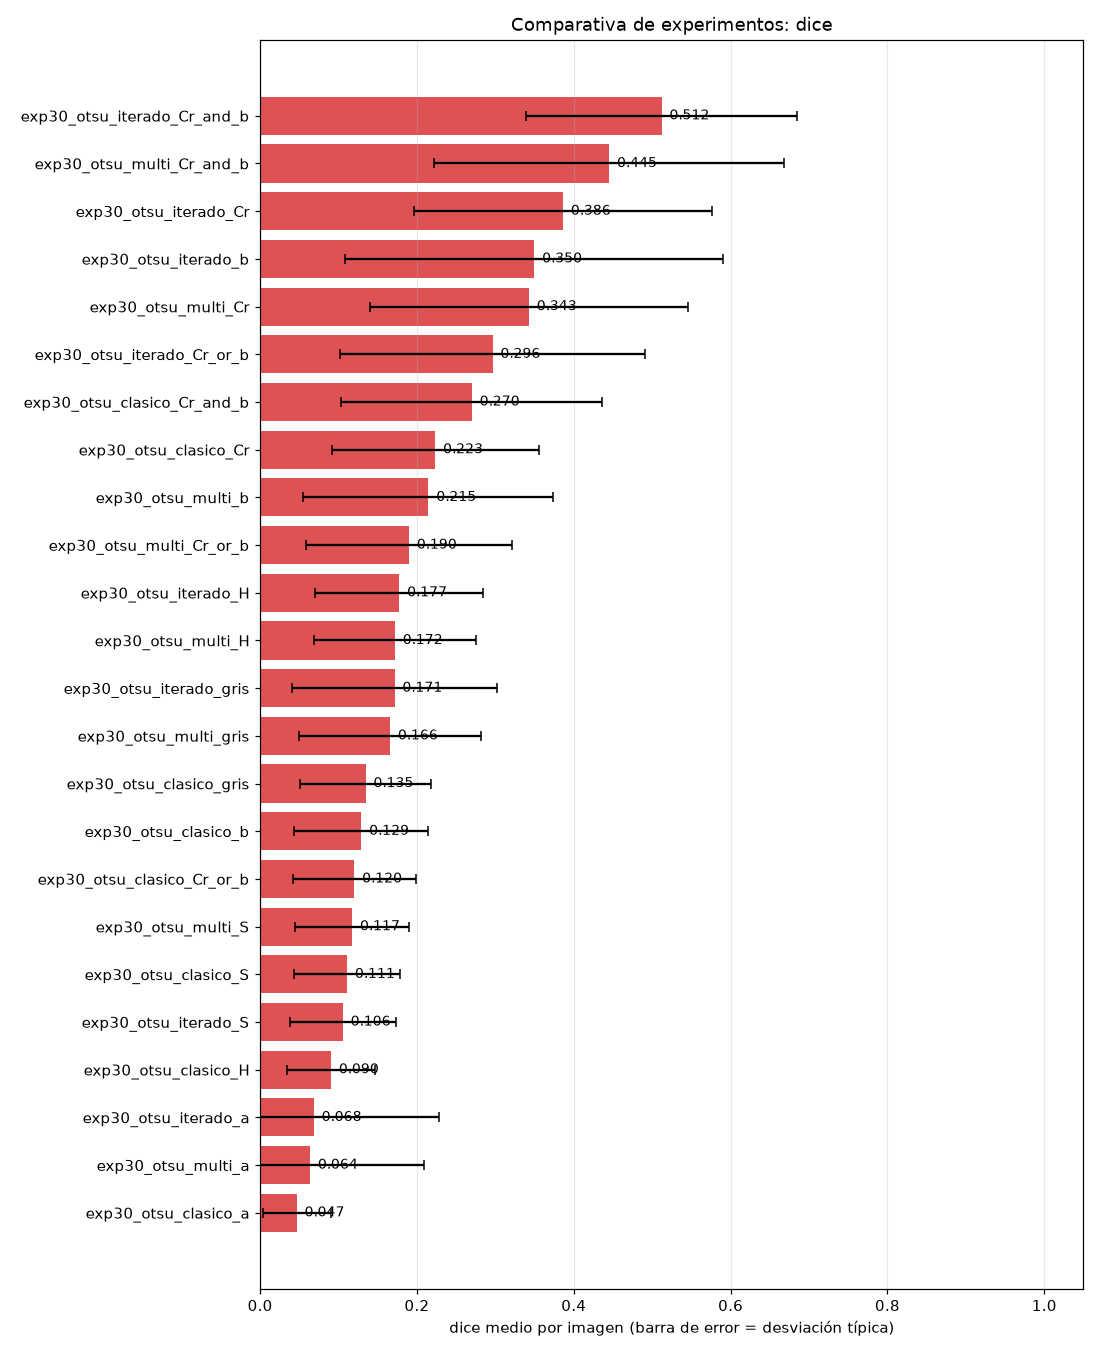 Comparativa de experimentos: dice
exp30_otsu_iterado_Cr_and_b 0.512
exp30_otsu_multi_Cr_and_b 0.445
exp30_otsu_iterado_Cr 0.386
exp30_otsu_iterado_b 0.350
exp30_otsu_multi_Cr 0.343
exp30_otsu_iterado_Cr_or_b 0.296
exp30_otsu_clasico_Cr_and_b 0.270
exp30_otsu_clasico_Cr 0.223
exp30_otsu_multi_b 0.215
exp30_otsu_multi_Cr_or_b 0.190
exp30_otsu_iterado_H 0.177
exp30_otsu_multi_H 0.172
exp30_otsu_iterado_gris 0.171
exp30_otsu_multi_gris 0.166
exp30_otsu_clasico_gris 0.135
exp30_otsu_clasico_b 0.129
exp30_otsu_clasico_Cr_or_b 0.120
exp30_otsu_multi_S 0.117
exp30_otsu_clasico_S 0.111
exp30_otsu_iterado_S 0.106
exp30_otsu_clasico_H 0.090
exp30_otsu_iterado_a 0.068
exp30_otsu_multi_a 0.064
exp30_otsu_clasico_a 0.047
0.0 0.2 0.4 0.6 0.8 1.0
dice medio por imagen (barra de error = desviación típica)